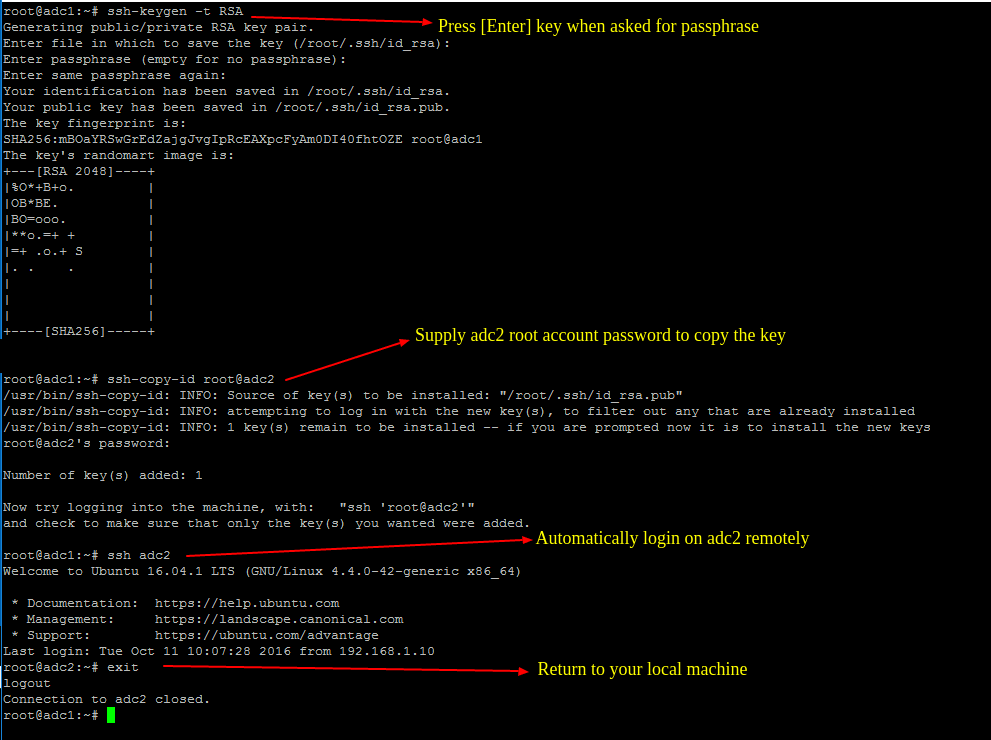 root@adc1:~# ssh-keygen -t RSA
Press [Enter] key when asked for passphrase
Generating public/private RSA key pair.
Enter file in which to save the key (/root/.ssh/id_rsa):
Enter passphrase (empty for no passphrase):
Enter same passphrase again:
Your identification has been saved in /root/.ssh/id_rsa.
Your public key has been saved in /root/.ssh/id_rsa.pub.
The key fingerprint is:
SHA256:mBOaYRSwGrEdZajgJvgIpRcEAXpcFyAm0DI40fhtOZE root@adc1
The key's randomart image is:
+---[RSA 2048]----+
|%O*+B+o.         |
|OB*BE.           |
|BO=ooo.          |
|**o.=+ +         |
|=+ .o.+ S        |
|. .    .         |
|                 |
|                 |
|                 |
+----[SHA256]-----+
Supply adc2 root account password to copy the key
root@adc1:~# ssh-copy-id root@adc2
/usr/bin/ssh-copy-id: INFO: Source of key(s) to be installed: "/root/.ssh/id_rsa.pub"
/usr/bin/ssh-copy-id: INFO: attempting to log in with the new key(s), to filter out any that are already installed
/usr/bin/ssh-copy-id: INFO: 1 key(s) remain to be installed -- if you are prompted now it is to install the new keys
root@adc2's password:
Number of key(s) added: 1
Now try logging into the machine, with:   "ssh 'root@adc2'"
and check to make sure that only the key(s) you wanted were added.
Automatically login on adc2 remotely
root@adc1:~# ssh adc2
Welcome to Ubuntu 16.04.1 LTS (GNU/Linux 4.4.0-42-generic x86_64)
* Documentation:  https://help.ubuntu.com
* Management:     https://landscape.canonical.com
* Support:        https://ubuntu.com/advantage
Last login: Tue Oct 11 10:07:28 2016 from 192.168.1.10
root@adc2:~# exit
Return to your local machine
logout
Connection to adc2 closed.
root@adc1:~#